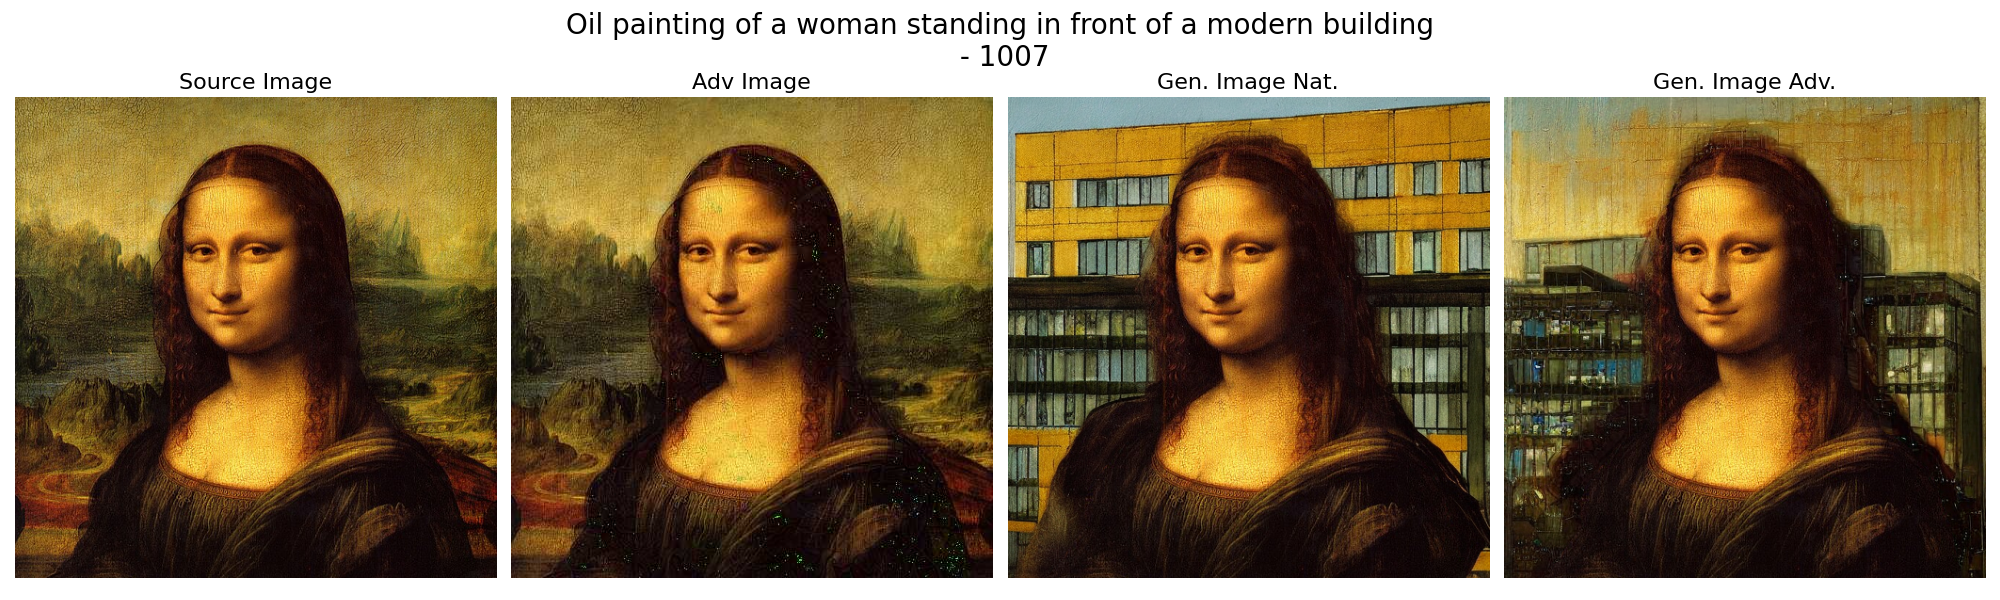 Oil painting of a woman standing in front of a modern building
- 1007
Source Image
Adv Image
Gen. Image Nat.
Gen. Image Adv.